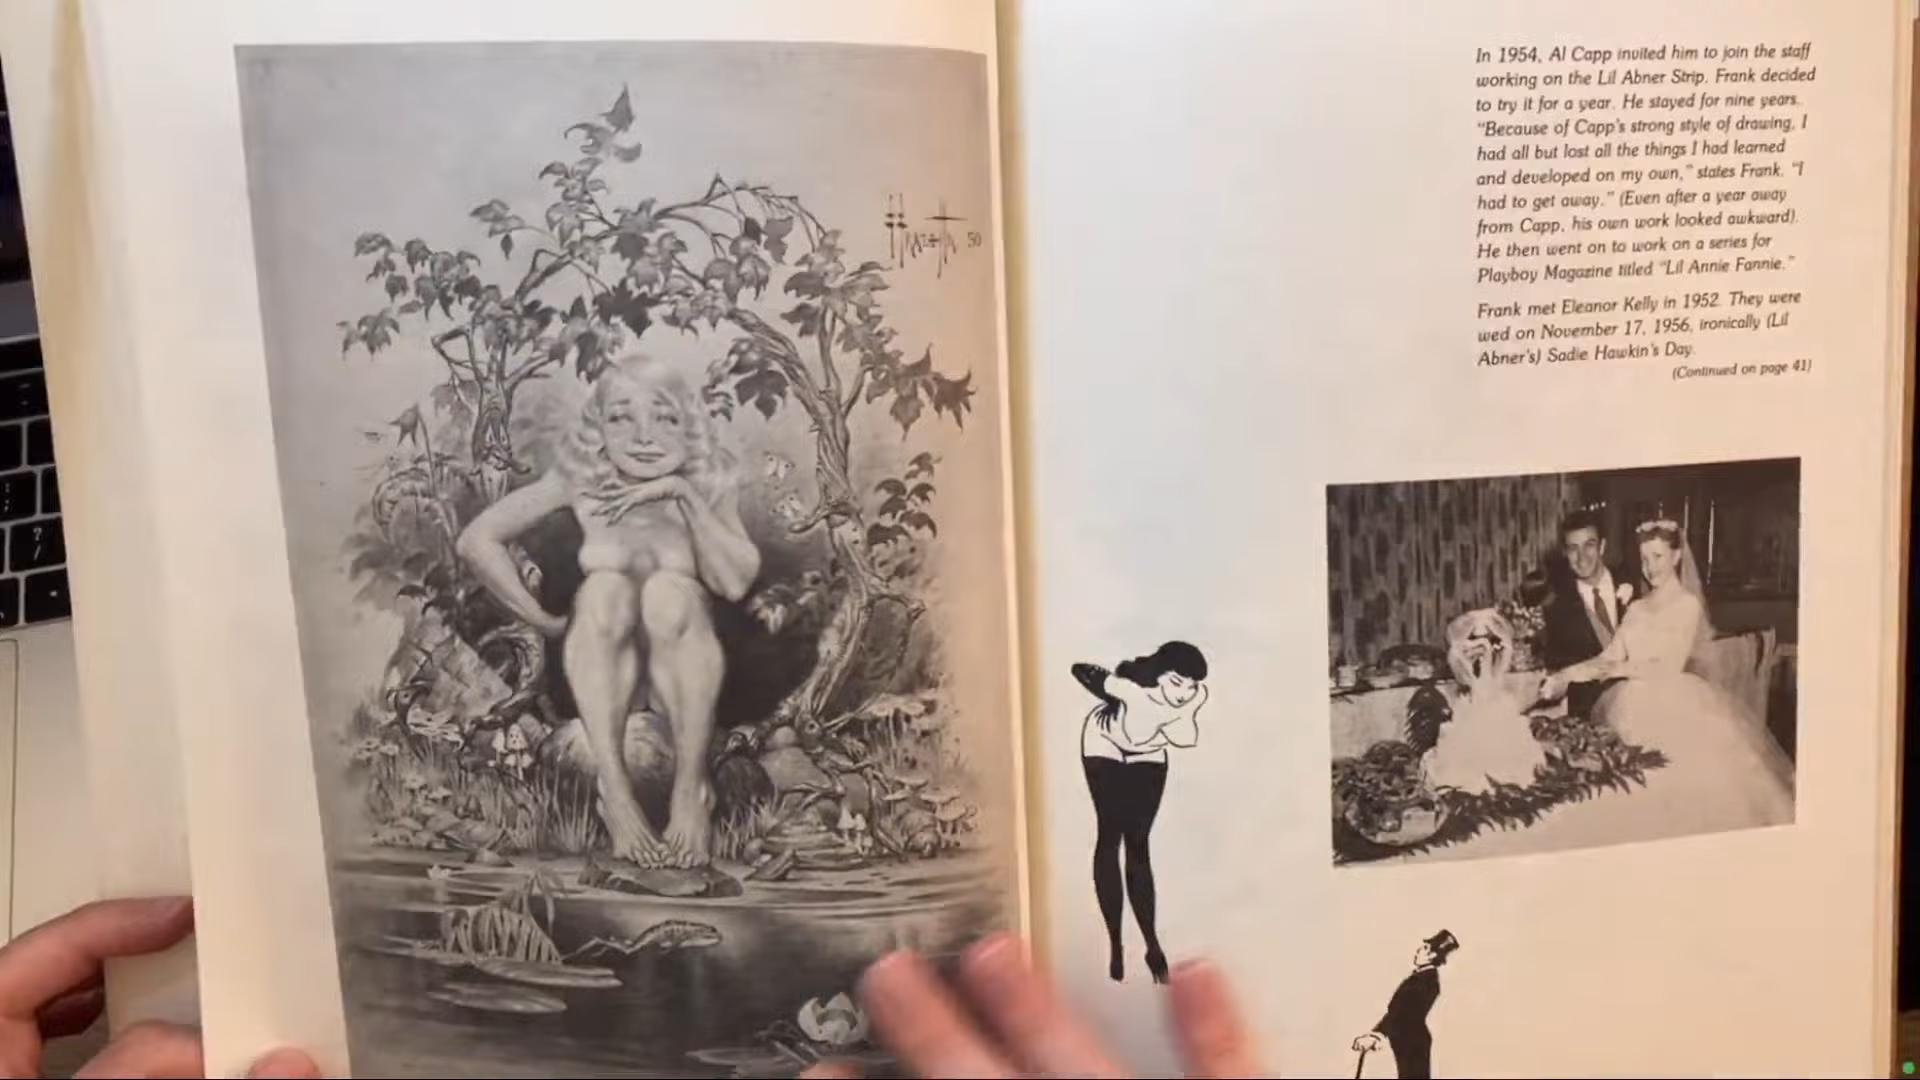 Frazetta 50
In 1954, Al Capp invited him to join the staff
working on the Lil Abner Strip. Frank decided
to try it for a year. He stayed for nine years.
"Because of Capp's strong style of drawing, I
had all but lost all the things I had learned
and developed on my own," states Frank. "I
had to get away." (Even after a year away
from Capp, his own work looked awkward).
He then went on to work on a series for
Playboy Magazine titled "Lil Annie Fannie."
Frank met Eleanor Kelly in 1952. They were
wed on November 17, 1956, ironically (Lil
Abner's) Sadie Hawkin's Day.
(Continued on page 41)
?
/